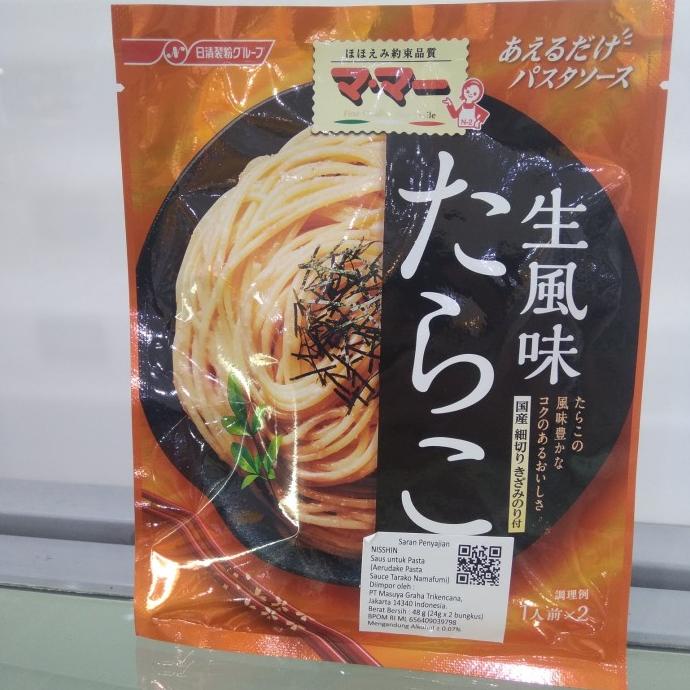 日清製粉グループ
ほほえみ約束品質
マ・マー
N-2
あえるだけ
パスタソース
生風味
たらこ
たらこの
風味豊かな
コクのあるおいしさ
国産 細切り きざみのり付
調理例
1人前×2
Saran Penyajian
NISSHIN
Saus untuk Pasta
(Aerudake Pasta
Sauce Tarako Namafumi)
Diimpor oleh :
PT Masuya Graha Trikencana,
Jakarta 14340 Indonesia.
Berat Bersih : 48 g (24g x 2 bungkus)
BPOM RI ML 656409039798
Mengandung Alkohol ± 0.07%